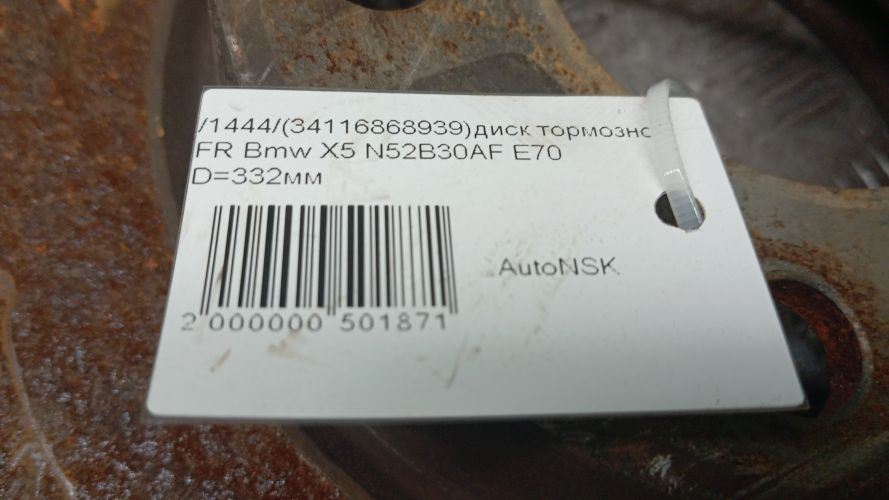 /1444/(34116868939)диск тормозно
FR Bmw X5 N52B30AF E70
D=332мм
AutoNSK
2 000000 501871